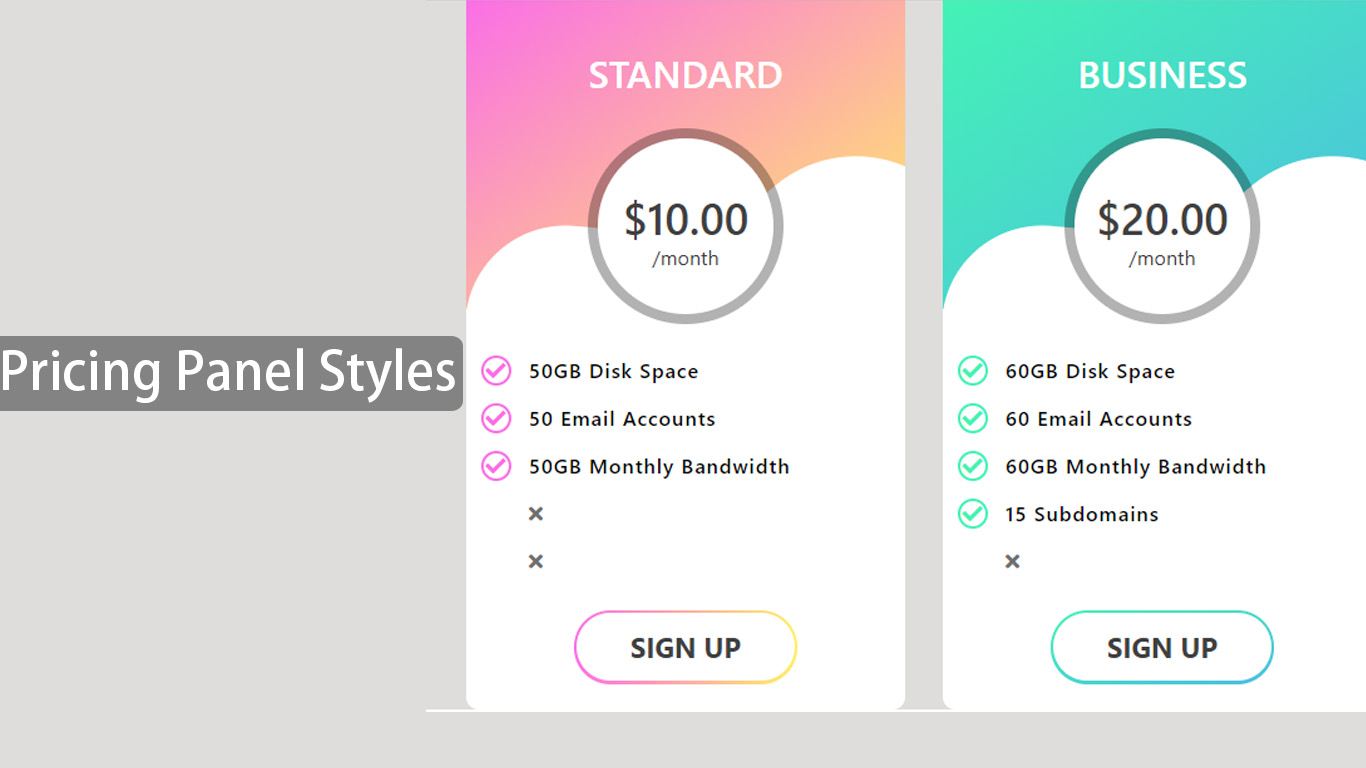 Pricing Panel Styles
STANDARD
$10.00
/month
50GB Disk Space
50 Email Accounts
50GB Monthly Bandwidth
SIGN UP
BUSINESS
$20.00
/month
60GB Disk Space
60 Email Accounts
60GB Monthly Bandwidth
15 Subdomains
SIGN UP